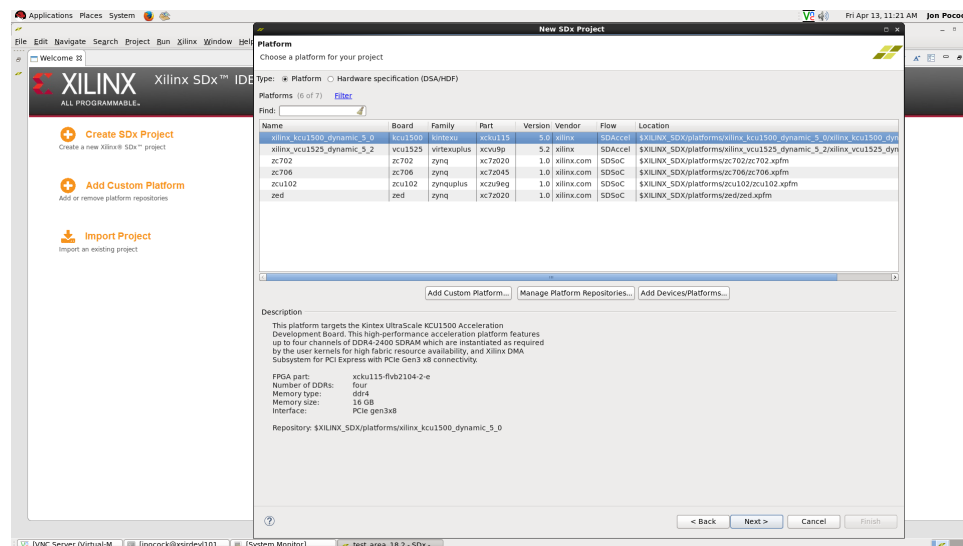 Applications Places System
Fri Apr 13, 11:21 AM Jon Pocock
New SDx Project
File Edit Navigate Search Project Run Xilinx Window Help
Welcome
XILINX
ALL PROGRAMMABLE.
Xilinx SDx™ IDE
Create SDx Project
Create a new Xilinx® SDx™ project
Add Custom Platform
Add or remove platform repositories
Import Project
Import an existing project
Platform
Choose a platform for your project
Type: Platform Hardware specification (DSA/HDF)
Platforms (6 of 7) Filter
Find:
Name Board Family Part Version Vendor Flow Location
xilinx_kcu1500_dynamic_5_0 kcu1500 kintexu xcku115 5.0 xilinx SDAccel $XILINX_SDX/platforms/xilinx_kcu1500_dynamic_5_0/xilinx_kcu1500_dyn
xilinx_vcu1525_dynamic_5_2 vcu1525 virtexuplus xcvu9p 5.2 xilinx SDAccel $XILINX_SDX/platforms/xilinx_vcu1525_dynamic_5_2/xilinx_vcu1525_dyn
zc702 zc702 zynq xc7z020 1.0 xilinx.com SDSoC $XILINX_SDX/platforms/zc702/zc702.xpfm
zc706 zc706 zynq xc7z045 1.0 xilinx.com SDSoC $XILINX_SDX/platforms/zc706/zc706.xpfm
zcu102 zcu102 zynquplus xczu9eg 1.0 xilinx.com SDSoC $XILINX_SDX/platforms/zcu102/zcu102.xpfm
zed zed zynq xc7z020 1.0 xilinx.com SDSoC $XILINX_SDX/platforms/zed/zed.xpfm
Add Custom Platform... Manage Platform Repositories... Add Devices/Platforms...
Description
This platform targets the Kintex UltraScale KCU1500 Acceleration
Development Board. This high-performance acceleration platform features
up to four channels of DDR4-2400 SDRAM which are instantiated as required
by the user kernels for high fabric resource availability, and Xilinx DMA
Subsystem for PCI Express with PCIe Gen3 x8 connectivity.
FPGA part: xcku115-flvb2104-2-e
Number of DDRs: four
Memory type: ddr4
Memory size: 16 GB
Interface: PCIe gen3x8
Repository: $XILINX_SDX/platforms/xilinx_kcu1500_dynamic_5_0
< Back Next > Cancel Finish
[VNC Server (Virtual-M [jpocock@xsirdevl101 [System Monitor] test_area_18.2 - SDx -